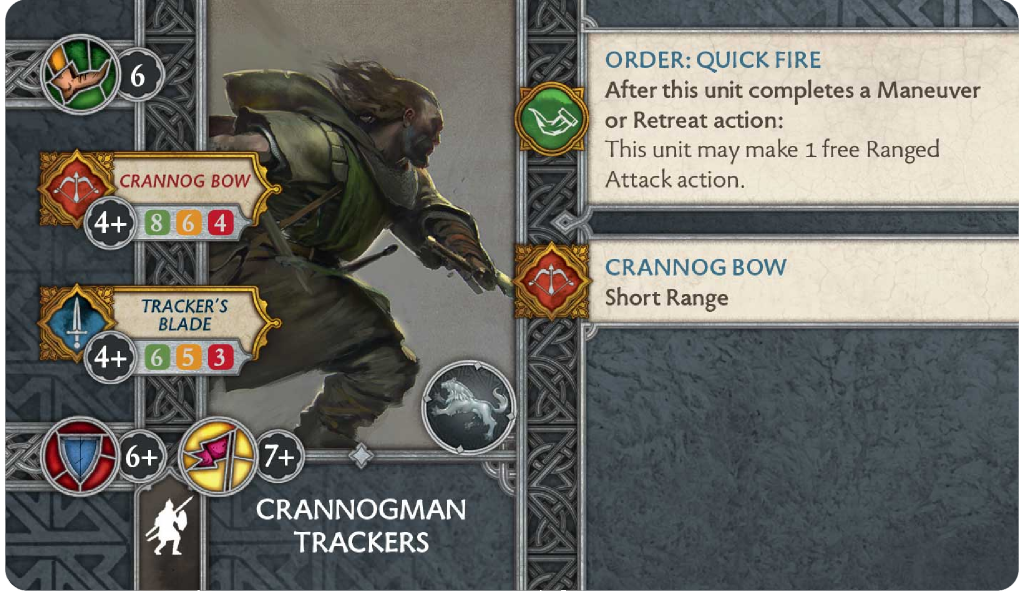 6
CRANNOG BOW
4+ 8 6 4
TRACKER'S
BLADE
4+ 6 5 3
6+ 7+
CRANNOGMAN
TRACKERS
ORDER: QUICK FIRE
After this unit completes a Maneuver
or Retreat action:
This unit may make 1 free Ranged
Attack action.
CRANNOG BOW
Short Range